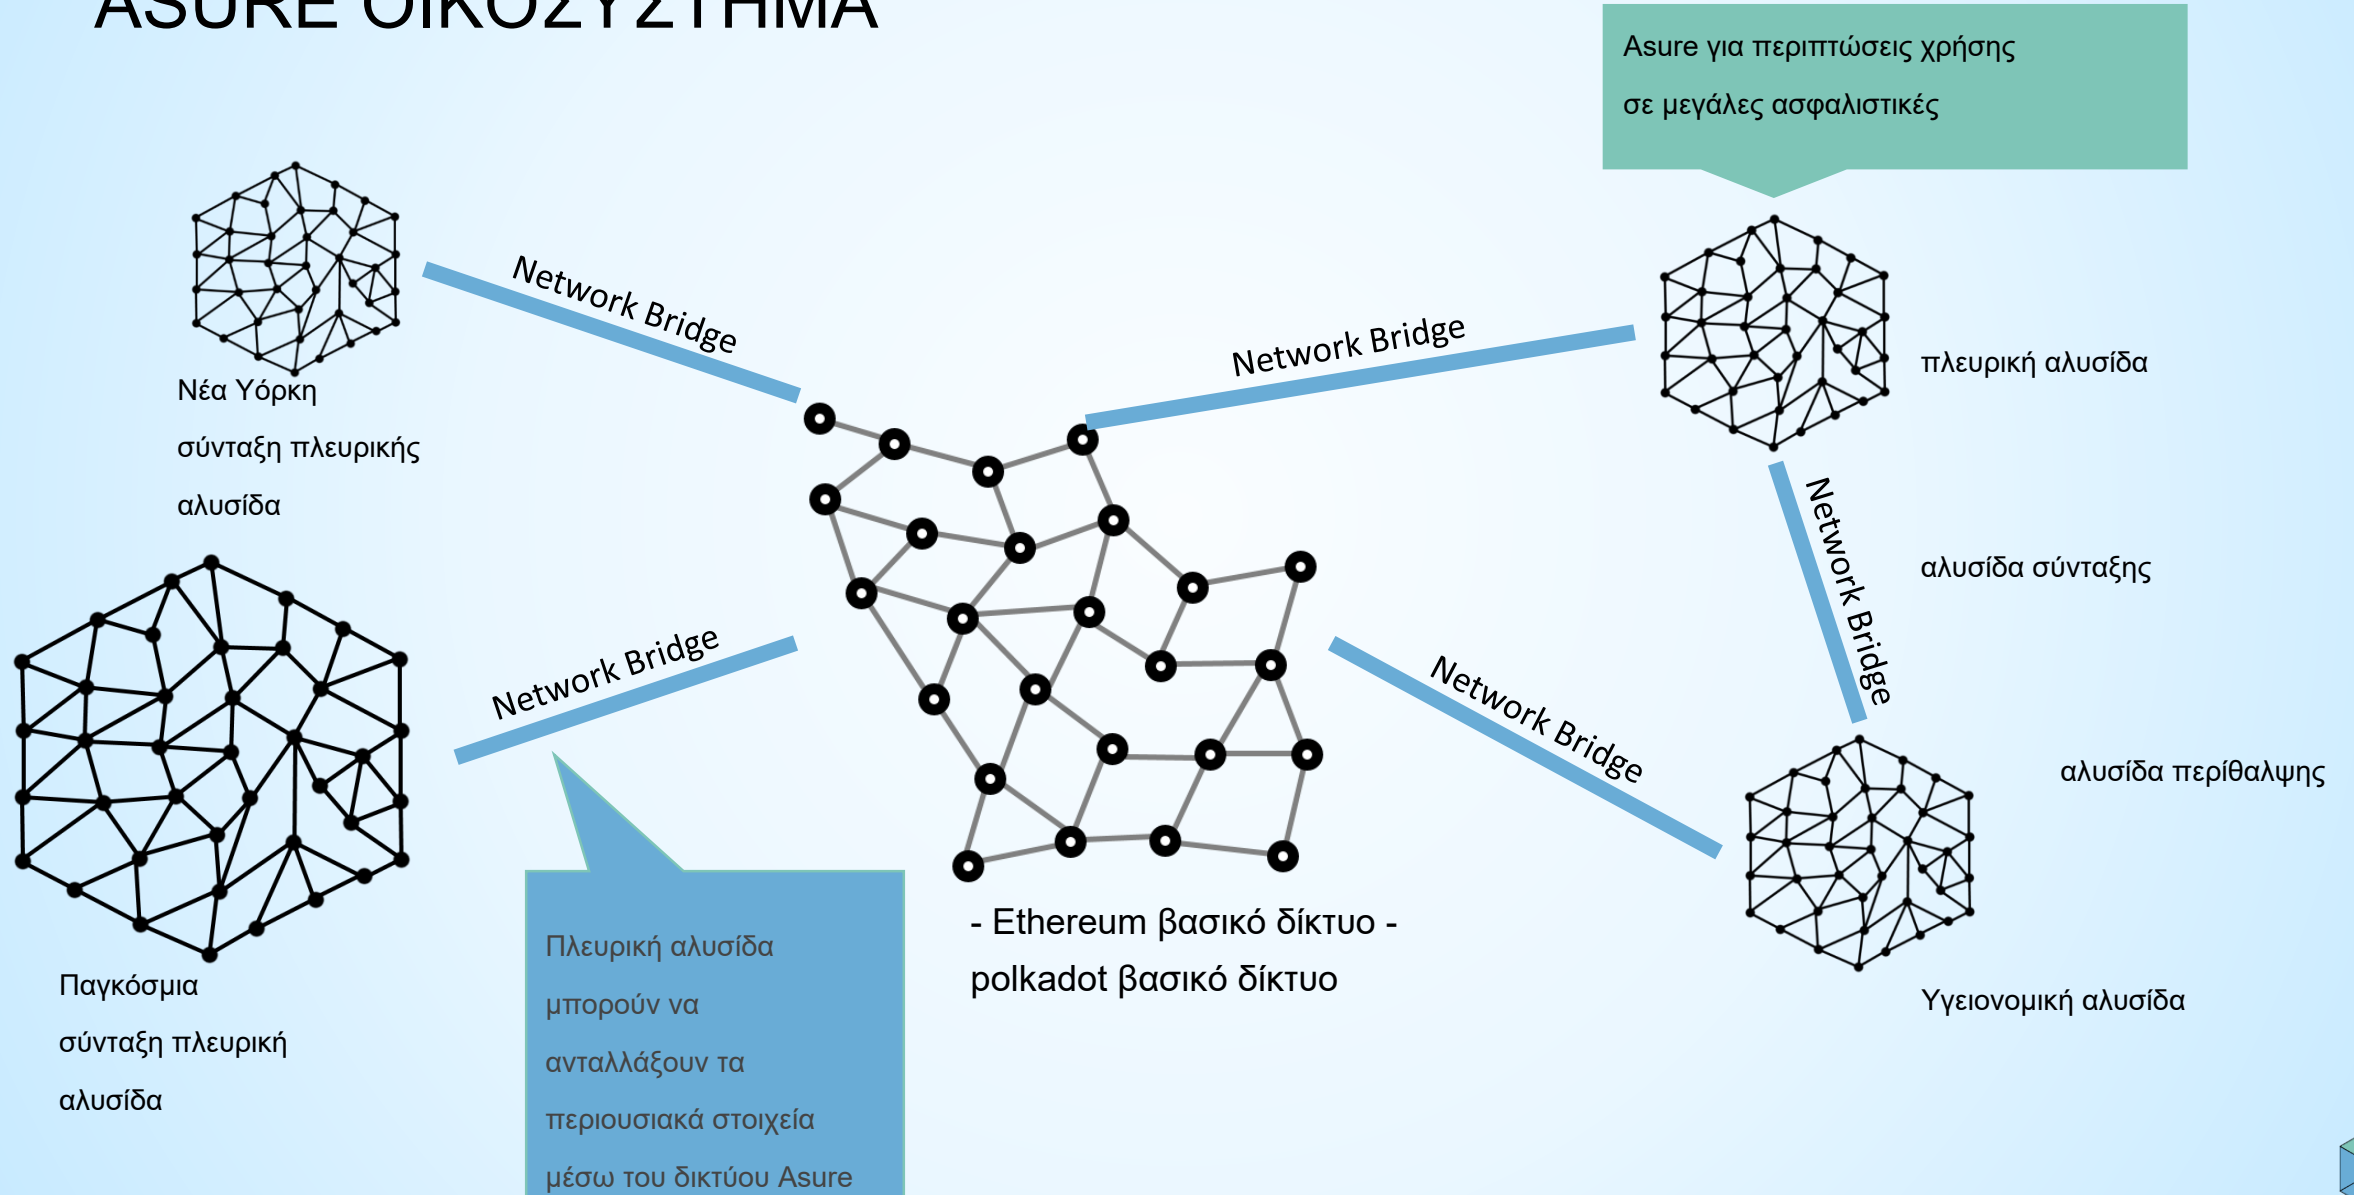 ASURE ΟΙΚΟΣΥΣΤΗΜΑ
Asure για περιπτώσεις χρήσης
σε μεγάλες ασφαλιστικές
Network Bridge
Network Bridge
Νέα Υόρκη
σύνταξη πλευρικής
αλυσίδα
πλευρική αλυσίδα
Network Bridge
αλυσίδα σύνταξης
Network Bridge
Network Bridge
αλυσίδα περίθαλψης
- Ethereum βασικό δίκτυο -
polkadot βασικό δίκτυο
Παγκόσμια
σύνταξη πλευρική
αλυσίδα
Πλευρική αλυσίδα
μπορούν να
ανταλλάξουν τα
περιουσιακά στοιχεία
μέσω του δικτύου Asure
Υγειονομική αλυσίδα